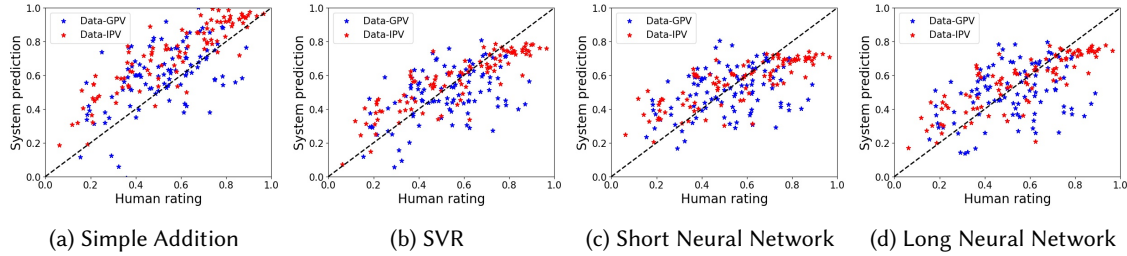 1.0
0.8
0.6
0.4
0.2
0.0
System prediction
Data-GPV
Data-IPV
0.0 0.2 0.4 0.6 0.8 1.0
Human rating
(a) Simple Addition
1.0
0.8
0.6
0.4
0.2
0.0
System prediction
Data-GPV
Data-IPV
0.0 0.2 0.4 0.6 0.8 1.0
Human rating
(b) SVR
1.0
0.8
0.6
0.4
0.2
0.0
System prediction
Data-GPV
Data-IPV
0.0 0.2 0.4 0.6 0.8 1.0
Human rating
(c) Short Neural Network
1.0
0.8
0.6
0.4
0.2
0.0
System prediction
Data-GPV
Data-IPV
0.0 0.2 0.4 0.6 0.8 1.0
Human rating
(d) Long Neural Network